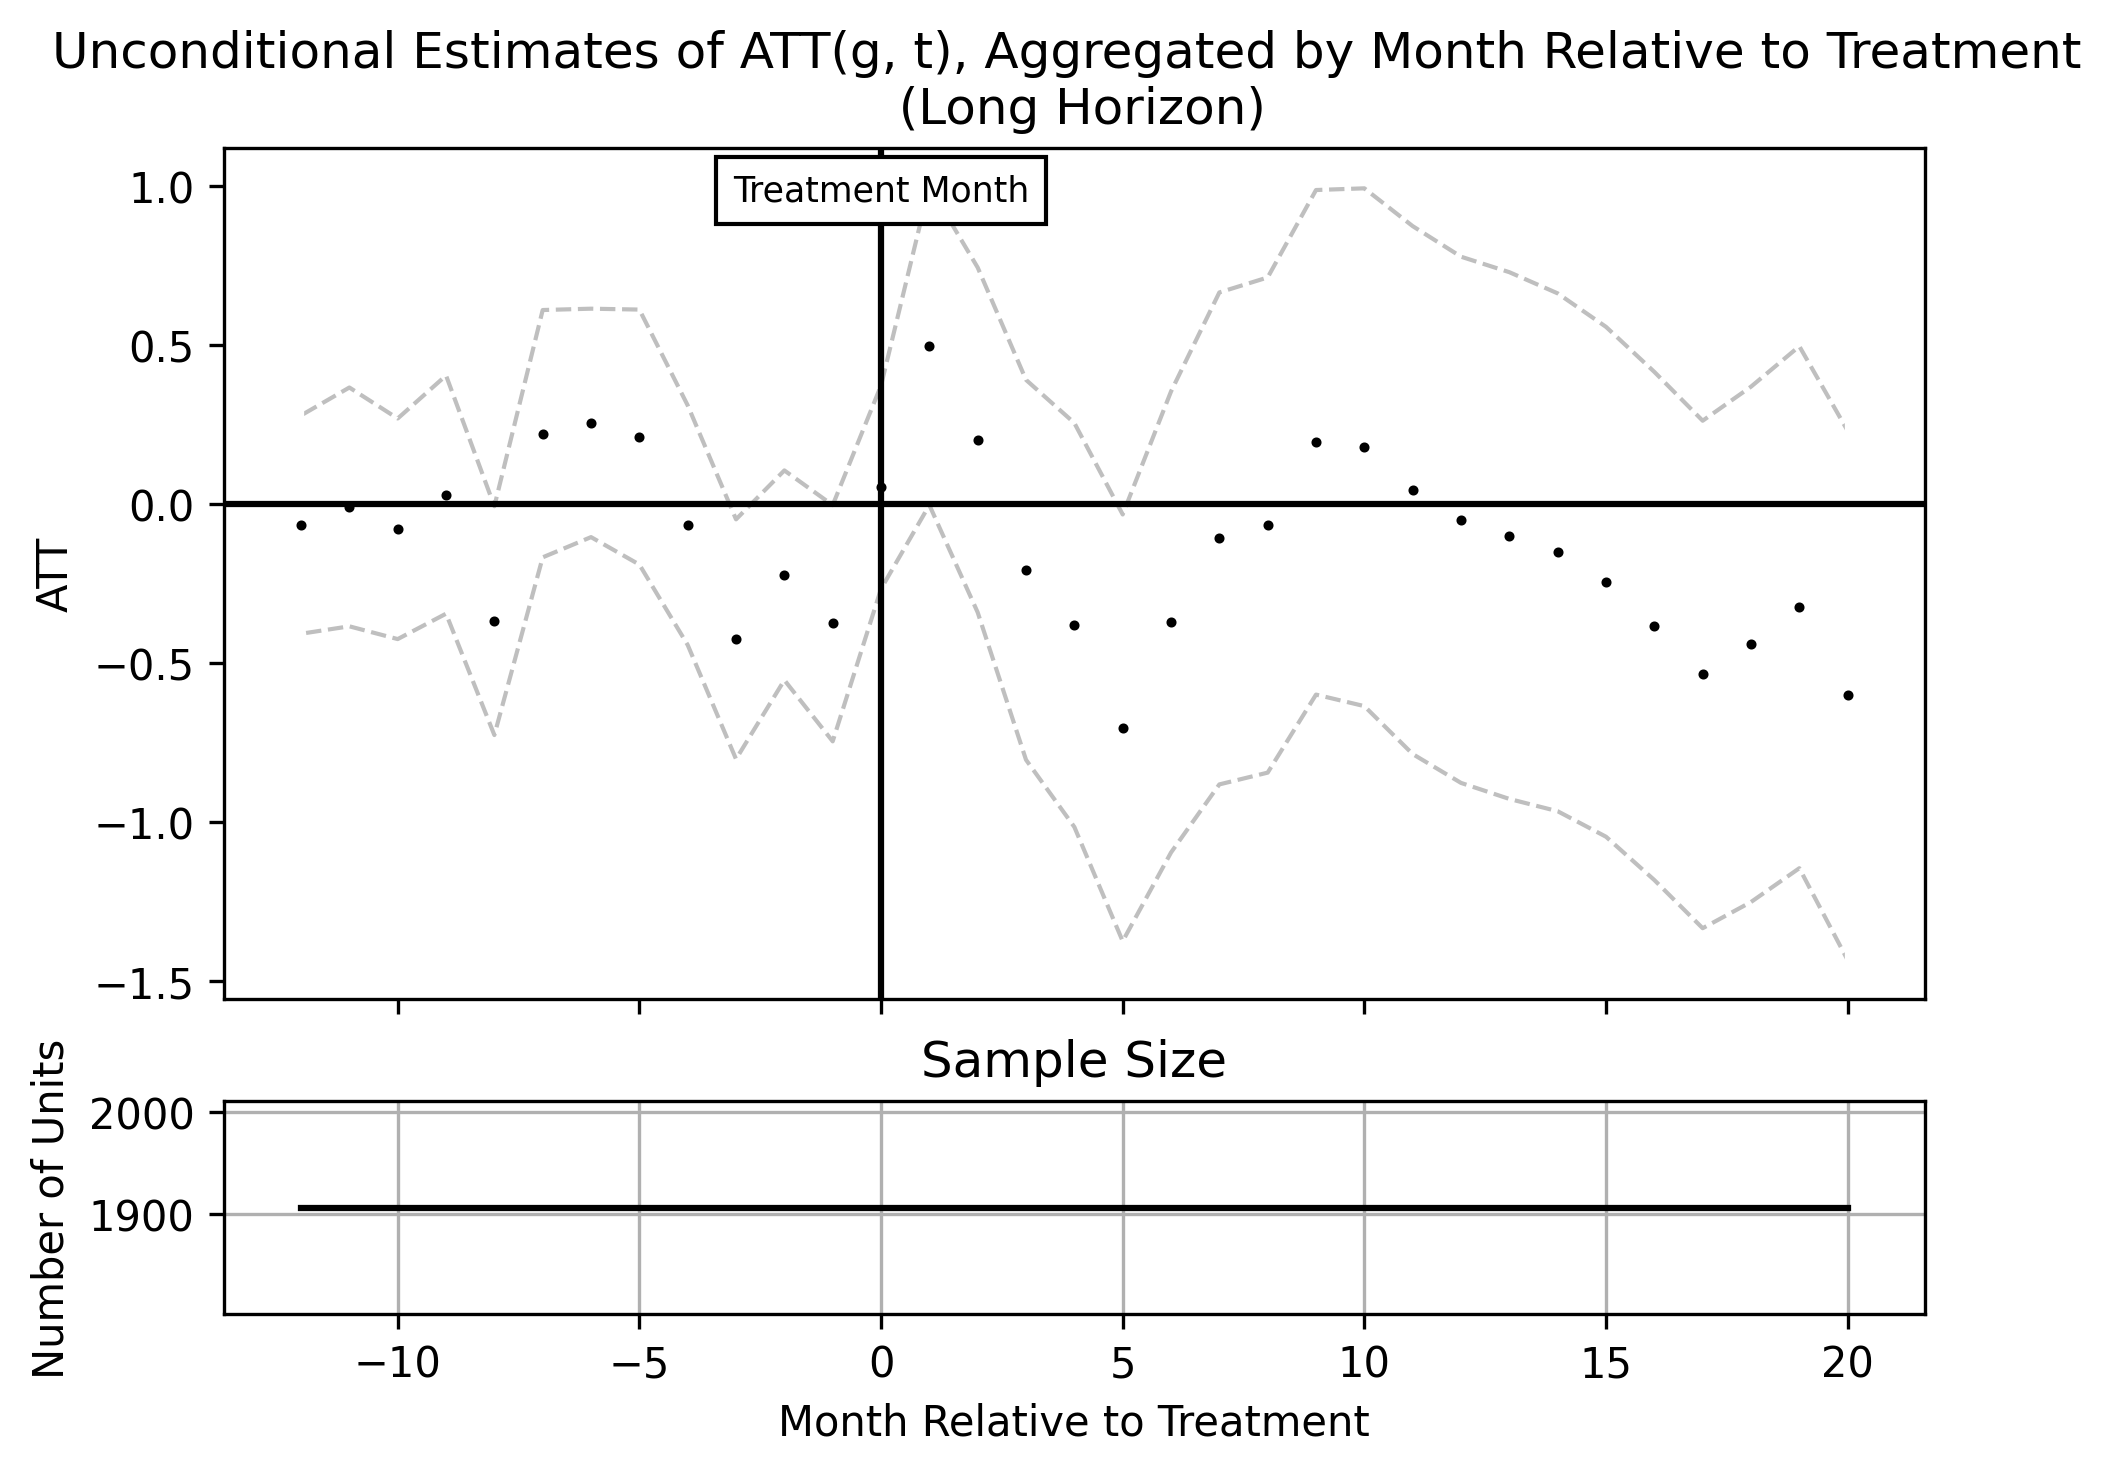 Unconditional Estimates of ATT(g, t), Aggregated by Month Relative to Treatment
(Long Horizon)
Treatment Month
1.0
0.5
0.0
−0.5
−1.0
−1.5
ATT
Sample Size
2000
1900
Number of Units
−10 −5 0 5 10 15 20
Month Relative to Treatment